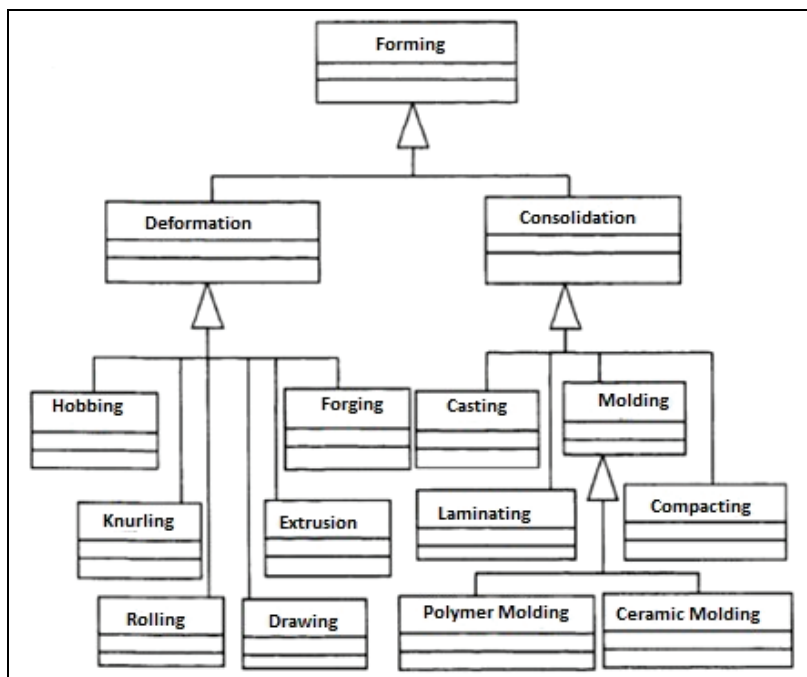 Forming
Deformation
Consolidation
Hobbing
Forging
Casting
Molding
Knurling
Extrusion
Laminating
Compacting
Rolling
Drawing
Polymer Molding
Ceramic Molding